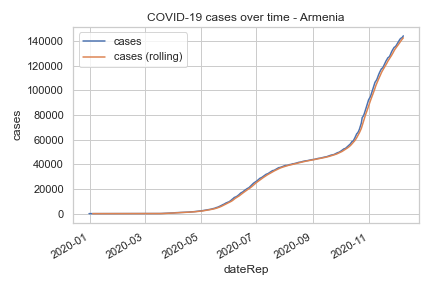 COVID-19 cases over time - Armenia
cases
cases (rolling)
140000
120000
100000
80000
60000
40000
20000
0
cases
2020-01
2020-03
2020-05
2020-07
2020-09
2020-11
dateRep